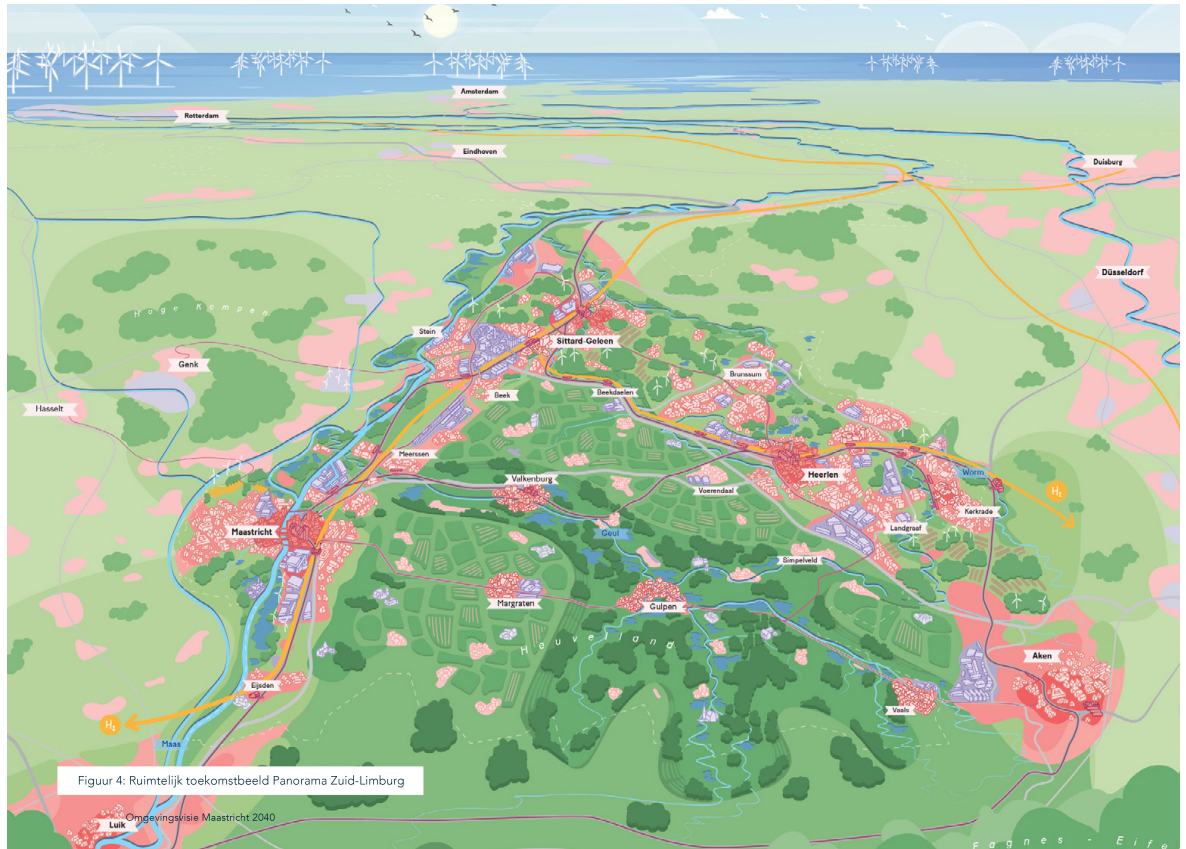 Amsterdam
Rotterdam
Eindhoven
Duisburg
Düsseldorf
Hoge Kempen
Stein
Sittard-Geleen
Genk
Brunssum
Beek
Beekdaelen
Hasselt
Meerssen
Heerlen
Worm
Valkenburg
Voerendaal
H₂
Kerkrade
Maastricht
Landgraaf
Geul
Simpelveld
Margraten
Gulpen
Heuvelland
Aken
Eijsden
Vaals
H₂
Maas
Figuur 4: Ruimtelijk toekomstbeeld Panorama Zuid-Limburg
Omgevingsvisie Maastricht 2040
Luik
Fagnes - Eife